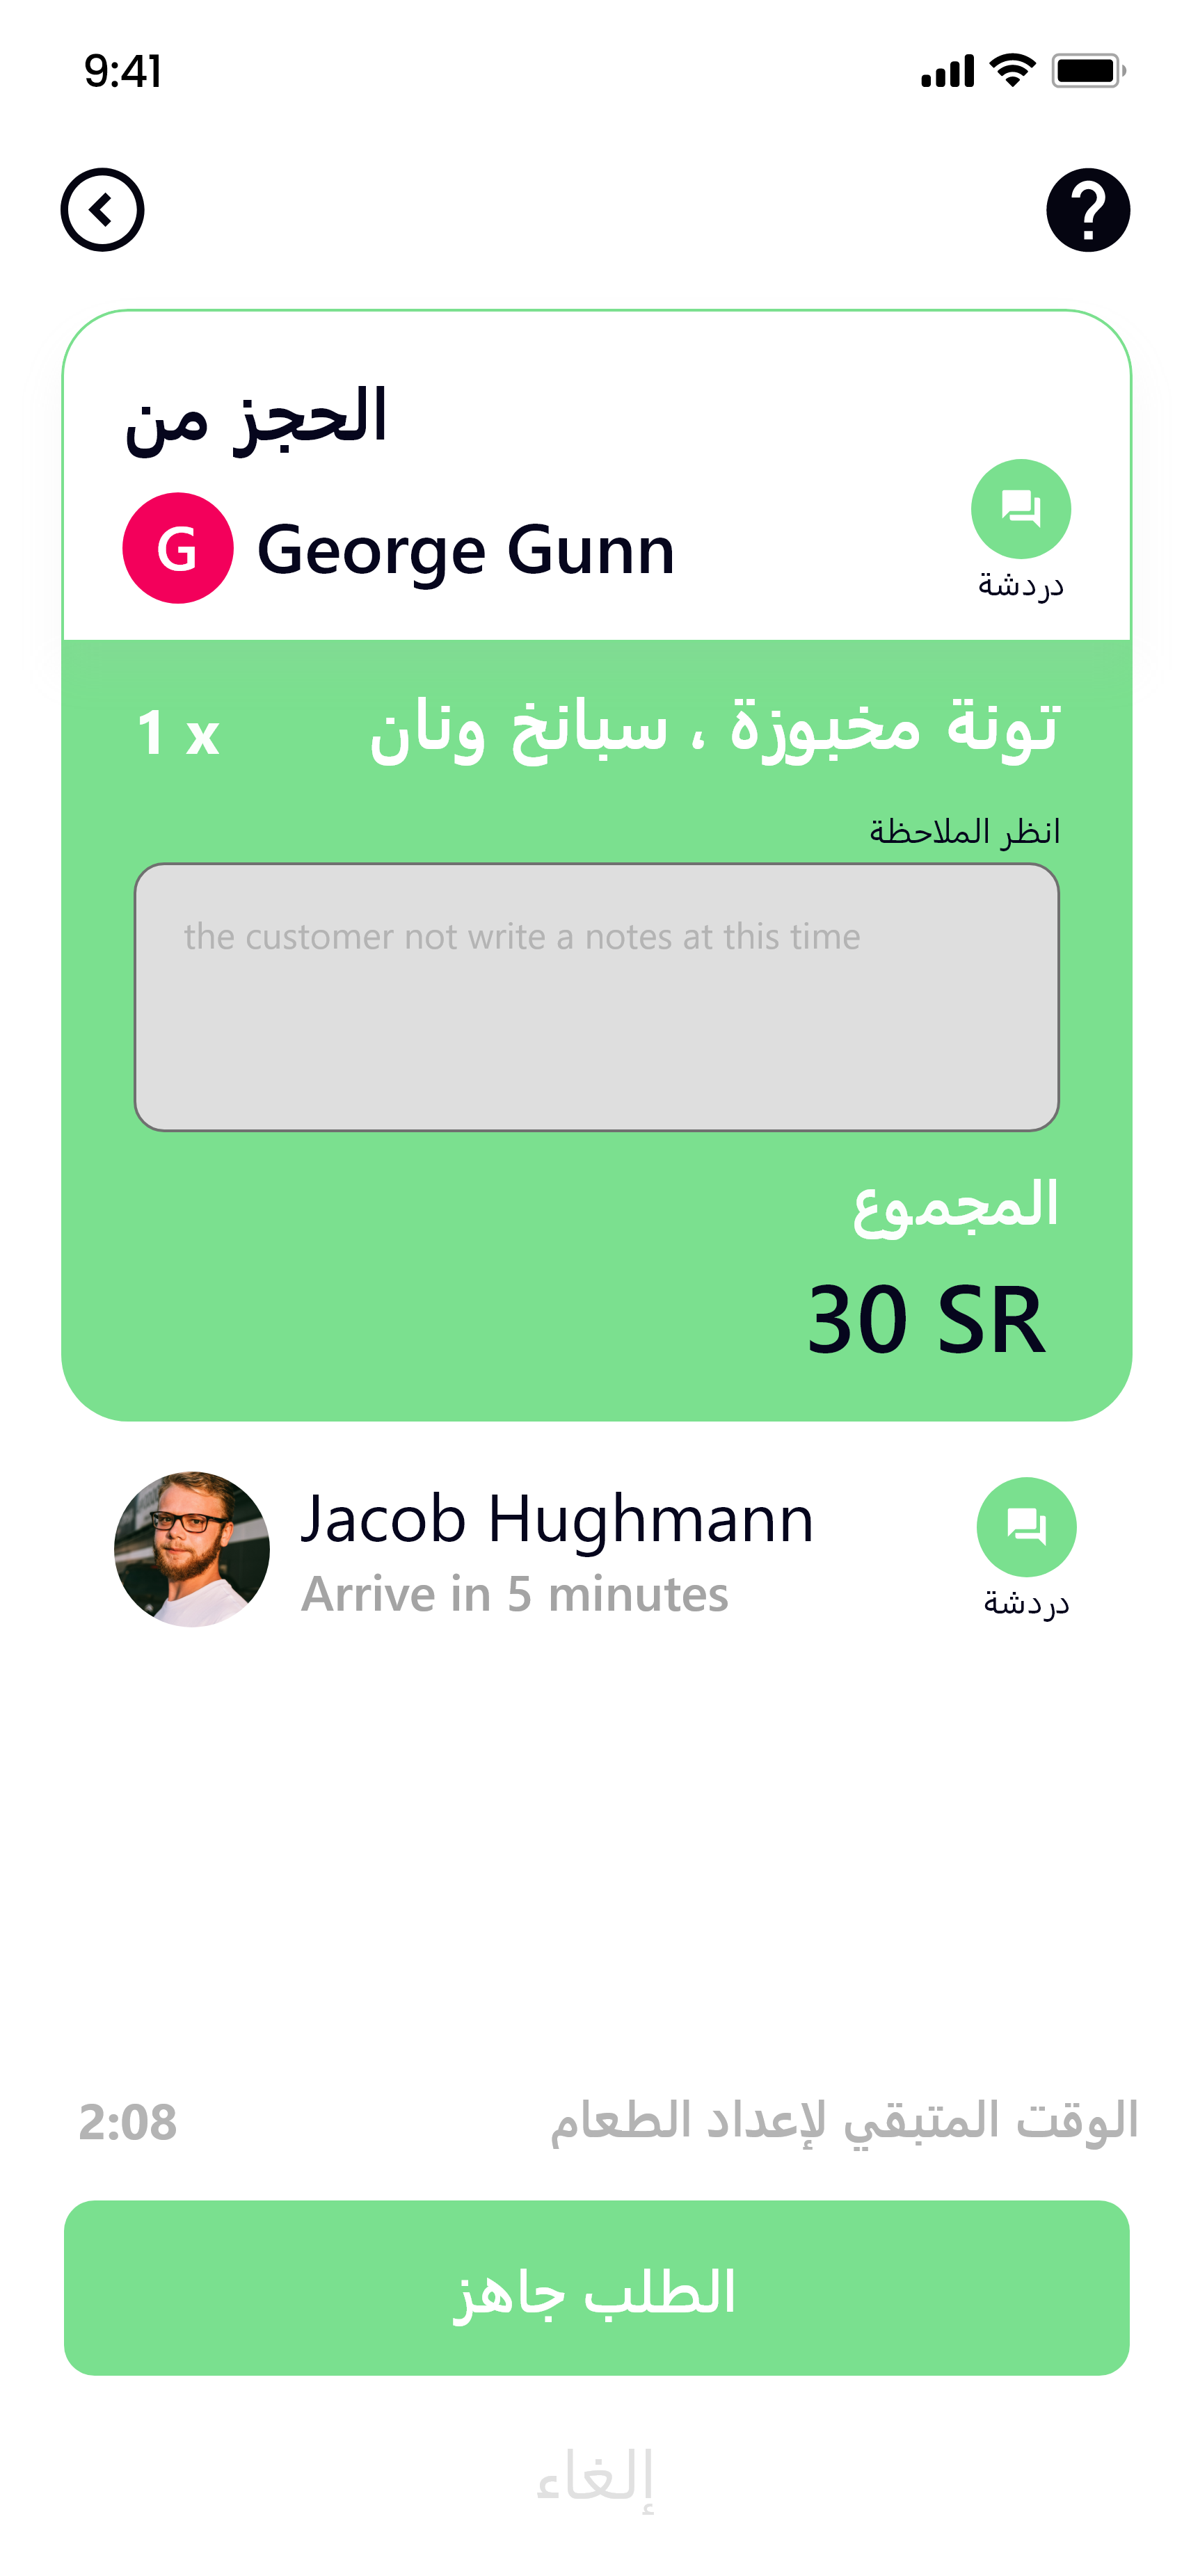 9:41
?
الحجز من
G George Gunn
دردشة
تونة مخبوزة ، سبانخ ونان 1 x
انظر الملاحظة
the customer not write a notes at this time
المجموع
30 SR
Jacob Hughmann
Arrive in 5 minutes
دردشة
الوقت المتبقي لإعداد الطعام 2:08
الطلب جاهز
إلغاء